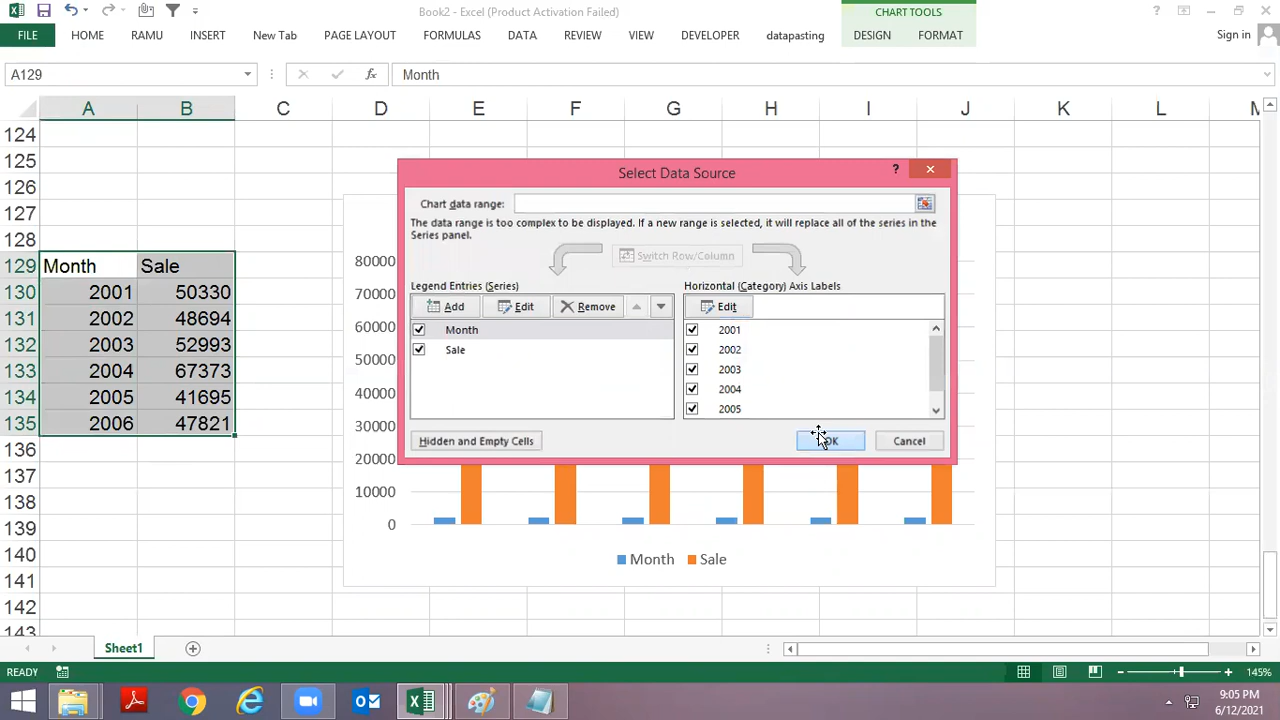 Book2 - Excel (Product Activation Failed)
CHART TOOLS
FILE HOME RAMU INSERT New Tab PAGE LAYOUT FORMULAS DATA REVIEW VIEW DEVELOPER datapasting DESIGN FORMAT Sign in
A129 fx Month
A B C D E F G H I J K L M
124
125
126
127
128
129 Month Sale
130 2001 50330
131 2002 48694
132 2003 52993
133 2004 67373
134 2005 41695
135 2006 47821
136
137
138
139
140
141
142
143
80000
70000
60000
50000
40000
30000
20000
10000
0
Month Sale
Select Data Source
Chart data range:
The data range is too complex to be displayed. If a new range is selected, it will replace all of the series in the
Series panel.
Switch Row/Column
Legend Entries (Series)
Add Edit Remove
Month
Sale
Horizontal (Category) Axis Labels
Edit
2001
2002
2003
2004
2005
Hidden and Empty Cells
OK Cancel
Sheet1
READY
145%
9:05 PM
6/12/2021